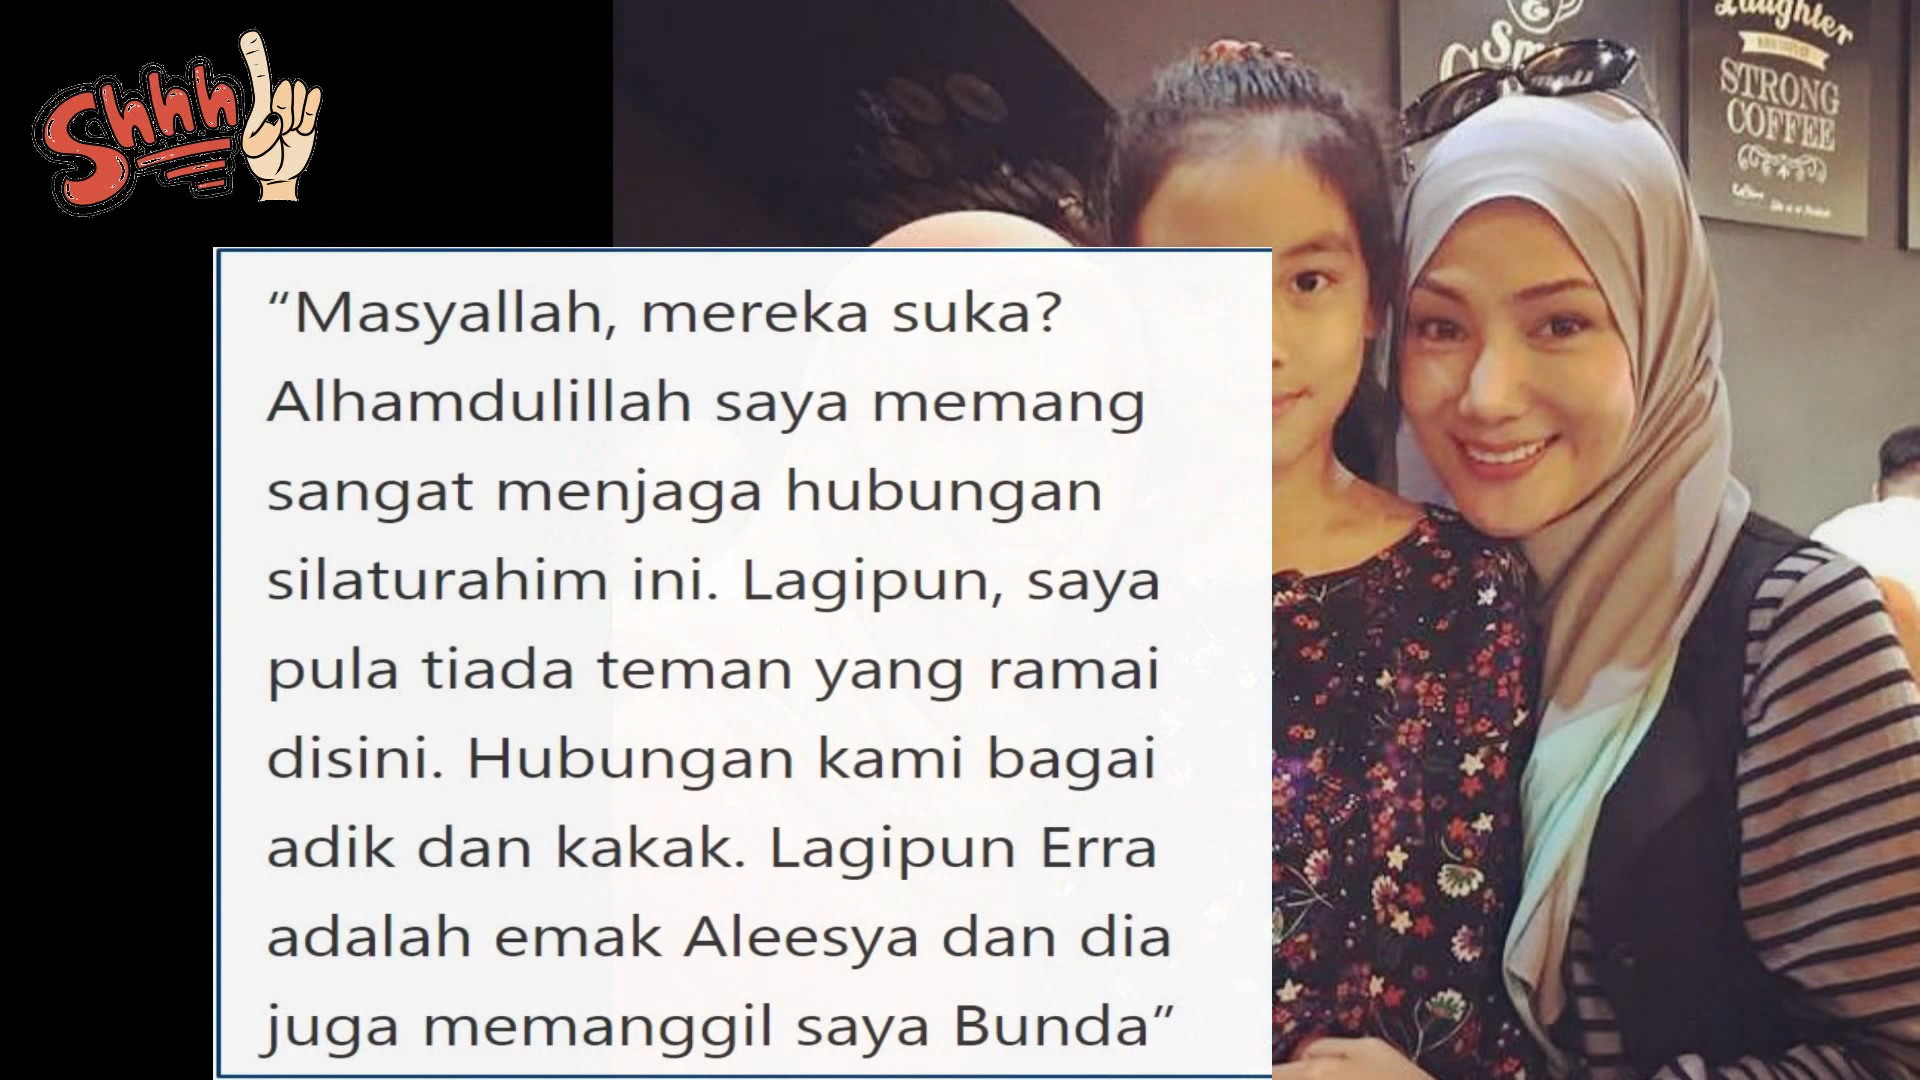 Shhh
“Masyallah, mereka suka?
Alhamdulillah saya memang
sangat menjaga hubungan
silaturahim ini. Lagipun, saya
pula tiada teman yang ramai
disini. Hubungan kami bagai
adik dan kakak. Lagipun Erra
adalah emak Aleesya dan dia
juga memanggil saya Bunda”
&
Laughter
STRONG
COFFEE